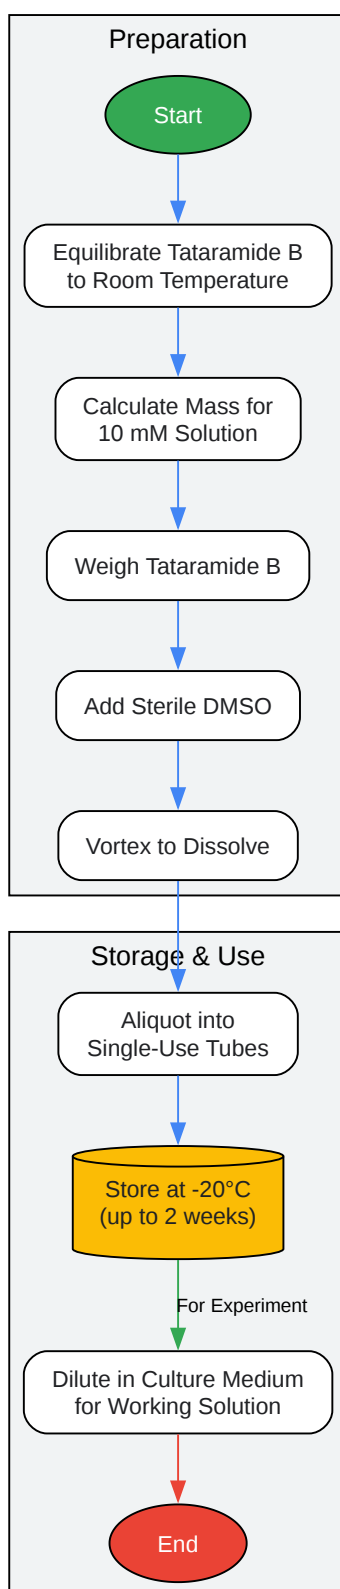 Preparation
Start
Equilibrate Tataramide B
to Room Temperature
Calculate Mass for
10 mM Solution
Weigh Tataramide B
Add Sterile DMSO
Vortex to Dissolve
Storage & Use
Aliquot into
Single-Use Tubes
Store at -20°C
(up to 2 weeks)
For Experiment
Dilute in Culture Medium
for Working Solution
End